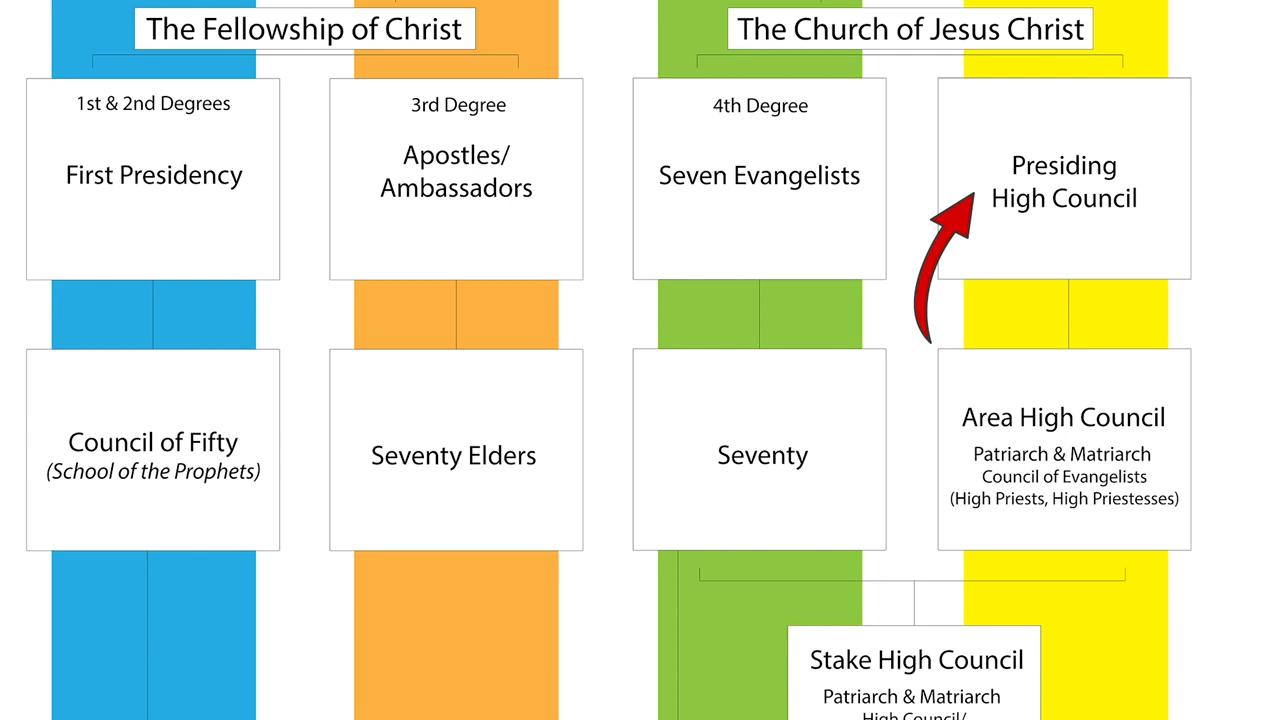 The Fellowship of Christ
The Church of Jesus Christ
1st & 2nd Degrees
First Presidency
3rd Degree
Apostles/
Ambassadors
4th Degree
Seven Evangelists
Presiding
High Council
Council of Fifty
(School of the Prophets)
Seventy Elders
Seventy
Area High Council
Patriarch & Matriarch
Council of Evangelists
(High Priests, High Priestesses)
Stake High Council
Patriarch & Matriarch
High Council/